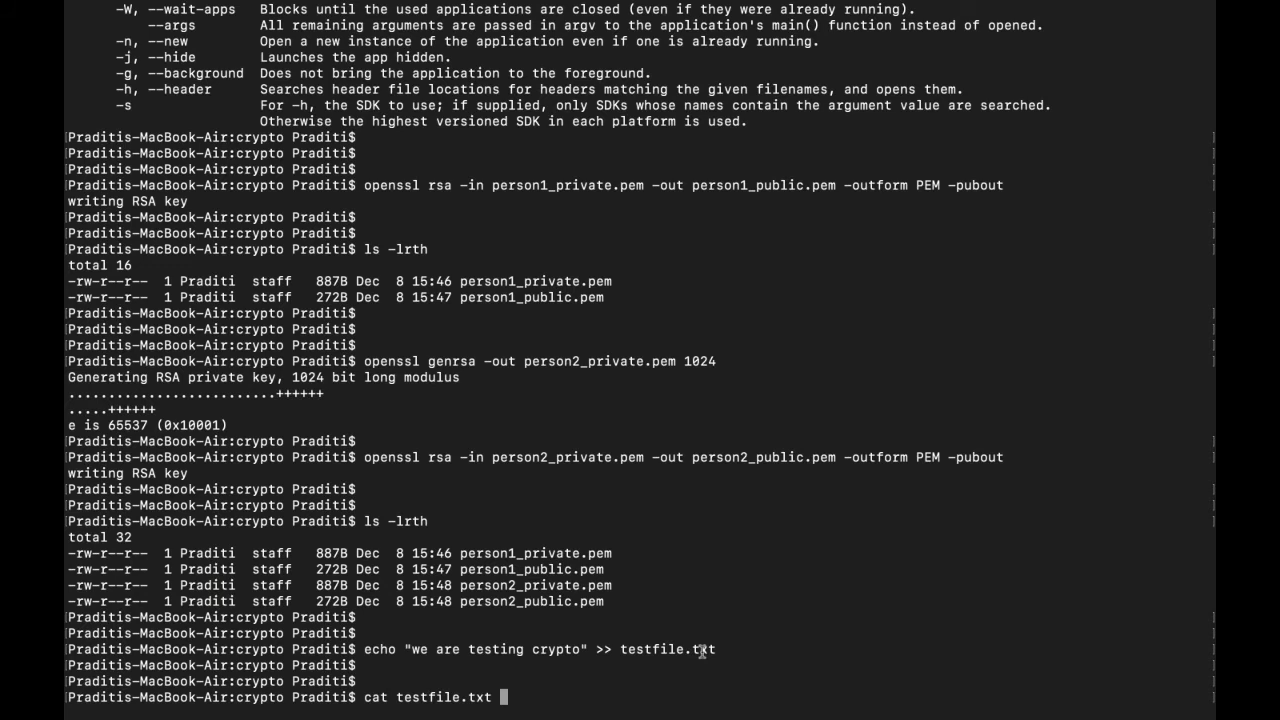 -W, --wait-apps   Blocks until the used applications are closed (even if they were already running).
--args            All remaining arguments are passed in argv to the application's main() function instead of opened.
-n, --new         Open a new instance of the application even if one is already running.
-j, --hide        Launches the app hidden.
-g, --background  Does not bring the application to the foreground.
-h, --header      Searches header file locations for headers matching the given filenames, and opens them.
-s                For -h, the SDK to use; if supplied, only SDKs whose names contain the argument value are searched.
Otherwise the highest versioned SDK in each platform is used.
[Praditis-MacBook-Air:crypto Praditi$ ]
[Praditis-MacBook-Air:crypto Praditi$ ]
[Praditis-MacBook-Air:crypto Praditi$ ]
[Praditis-MacBook-Air:crypto Praditi$ openssl rsa -in person1_private.pem -out person1_public.pem -outform PEM -pubout ]
writing RSA key
[Praditis-MacBook-Air:crypto Praditi$ ]
[Praditis-MacBook-Air:crypto Praditi$ ]
[Praditis-MacBook-Air:crypto Praditi$ ls -lrth ]
total 16
-rw-r--r--  1 Praditi  staff   887B Dec  8 15:46 person1_private.pem
-rw-r--r--  1 Praditi  staff   272B Dec  8 15:47 person1_public.pem
[Praditis-MacBook-Air:crypto Praditi$ ]
[Praditis-MacBook-Air:crypto Praditi$ ]
[Praditis-MacBook-Air:crypto Praditi$ ]
[Praditis-MacBook-Air:crypto Praditi$ openssl genrsa -out person2_private.pem 1024 ]
Generating RSA private key, 1024 bit long modulus
..........................++++++
.....++++++
e is 65537 (0x10001)
[Praditis-MacBook-Air:crypto Praditi$ ]
[Praditis-MacBook-Air:crypto Praditi$ openssl rsa -in person2_private.pem -out person2_public.pem -outform PEM -pubout ]
writing RSA key
[Praditis-MacBook-Air:crypto Praditi$ ]
[Praditis-MacBook-Air:crypto Praditi$ ]
[Praditis-MacBook-Air:crypto Praditi$ ls -lrth ]
total 32
-rw-r--r--  1 Praditi  staff   887B Dec  8 15:46 person1_private.pem
-rw-r--r--  1 Praditi  staff   272B Dec  8 15:47 person1_public.pem
-rw-r--r--  1 Praditi  staff   887B Dec  8 15:48 person2_private.pem
-rw-r--r--  1 Praditi  staff   272B Dec  8 15:48 person2_public.pem
[Praditis-MacBook-Air:crypto Praditi$ ]
[Praditis-MacBook-Air:crypto Praditi$ ]
[Praditis-MacBook-Air:crypto Praditi$ echo "we are testing crypto" >> testfile.txt ]
[Praditis-MacBook-Air:crypto Praditi$ ]
[Praditis-MacBook-Air:crypto Praditi$ ]
Praditis-MacBook-Air:crypto Praditi$ cat testfile.txt